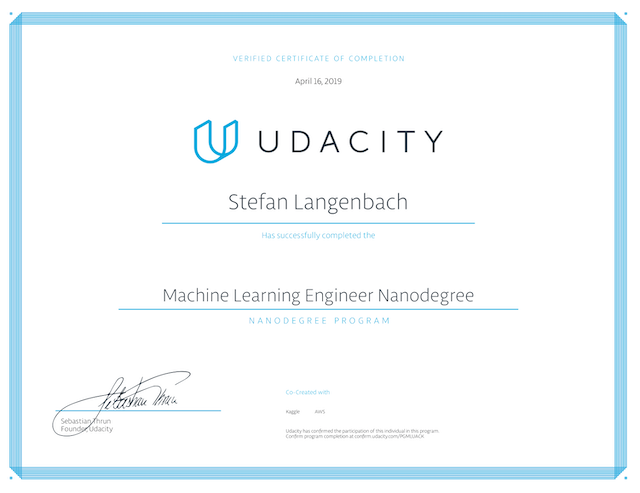 VERIFIED CERTIFICATE OF COMPLETION
April 16, 2019
UDACITY
Stefan Langenbach
Has successfully completed the
Machine Learning Engineer Nanodegree
NANODEGREE PROGRAM
Sebastian Thrun
Sebastian Thrun
Founder, Udacity
Co-Created with
Kaggle AWS
Udacity has confirmed the participation of this individual in this program.
Confirm program completion at confirm.udacity.com/